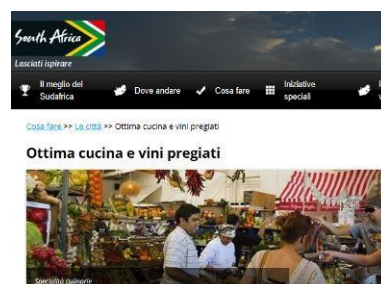 South Africa
Lasciati ispirare
Il meglio del
Sudafrica
Dove andare
Cosa fare
Iniziative
speciali
Cosa fare >> Le città >> Ottima cucina e vini pregiati
Ottima cucina e vini pregiati
Specialità culinarie